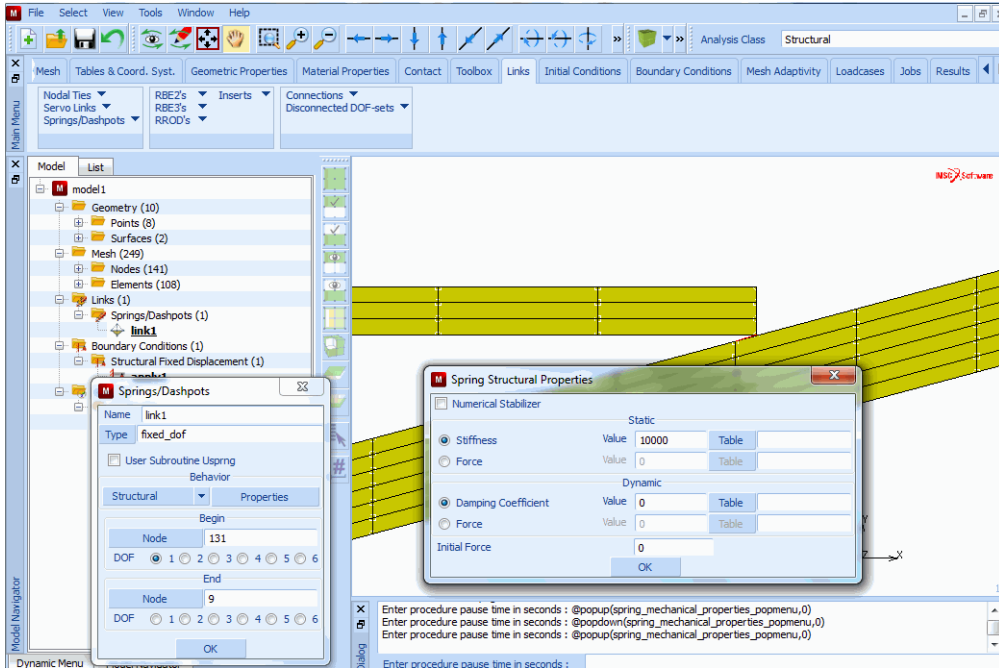 File Select View Tools Window Help
» » Analysis Class Structural
Mesh Tables & Coord. Syst. Geometric Properties Material Properties Contact Toolbox Links Initial Conditions Boundary Conditions Mesh Adaptivity Loadcases Jobs Results
Main Menu
Nodal Ties RBE2's Inserts Connections
Servo Links RBE3's Disconnected DOF-sets
Springs/Dashpots RROD's
Model List
model1
Geometry (10)
Points (8)
Surfaces (2)
Mesh (249)
Nodes (141)
Elements (108)
Links (1)
Springs/Dashpots (1)
link1
Boundary Conditions (1)
Structural Fixed Displacement (1)
apply1
MSC Software
Springs/Dashpots
Name link1
Type fixed_dof
User Subroutine Usprng
Behavior
Structural Properties
Begin
Node 131
DOF 1 2 3 4 5 6
End
Node 9
DOF 1 2 3 4 5 6
OK
Spring Structural Properties
Numerical Stabilizer
Static
Stiffness Value 10000 Table
Force Value 0 Table
Dynamic
Damping Coefficient Value 0 Table
Force Value 0 Table
Initial Force 0
OK
Y
Z X
1
Model Navigator
Enter procedure pause time in seconds : @popup(spring_mechanical_properties_popmenu,0)
Enter procedure pause time in seconds : @popdown(spring_mechanical_properties_popmenu,0)
Enter procedure pause time in seconds : @popup(spring_mechanical_properties_popmenu,0)
Enter procedure pause time in seconds :
Dynamic Menu Model Navigator